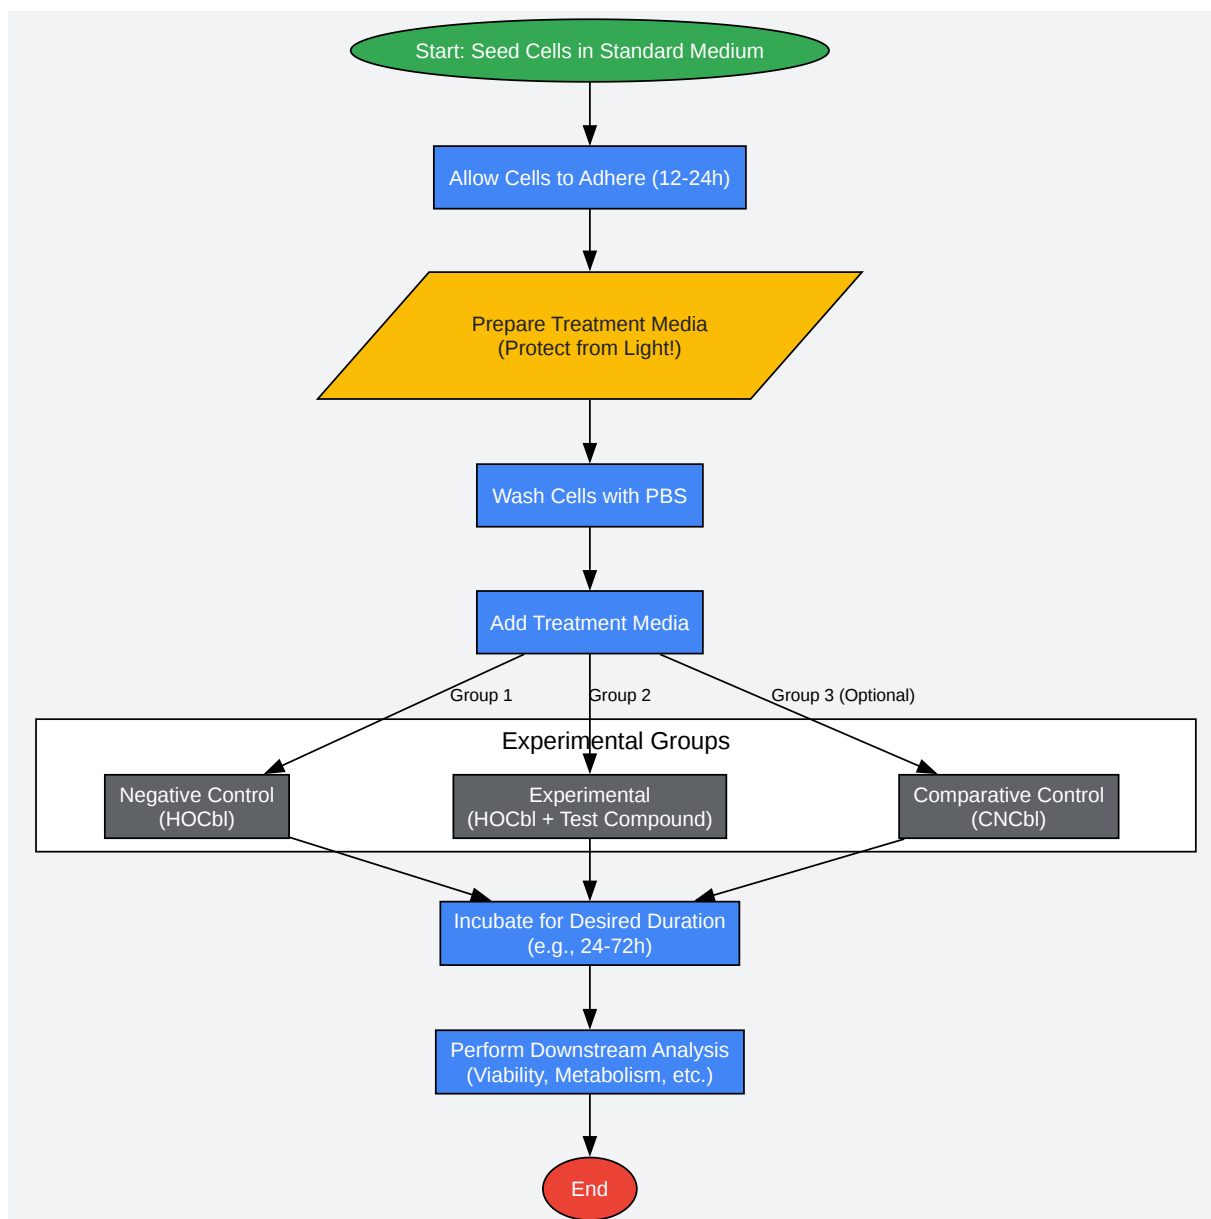 Start: Seed Cells in Standard Medium
Allow Cells to Adhere (12-24h)
Prepare Treatment Media
(Protect from Light!)
Wash Cells with PBS
Add Treatment Media
Group 1
Group 2
Group 3 (Optional)
Experimental Groups
Negative Control
(HOCbl)
Experimental
(HOCbl + Test Compound)
Comparative Control
(CNCbl)
Incubate for Desired Duration
(e.g., 24-72h)
Perform Downstream Analysis
(Viability, Metabolism, etc.)
End